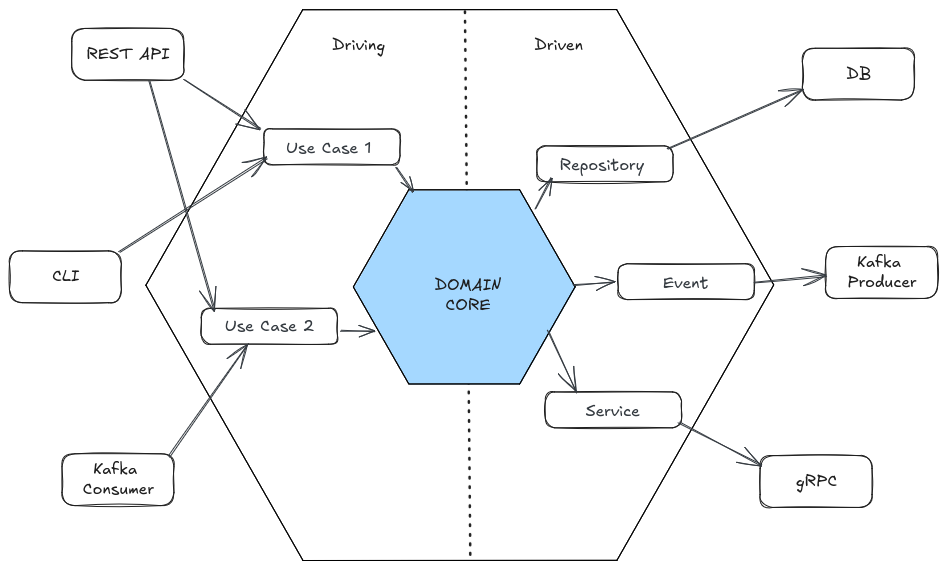 Driving
Driven
REST API
DB
Use Case 1
Repository
CLI
DOMAIN
CORE
Event
Kafka
Producer
Use Case 2
Service
Kafka
Consumer
gRPC